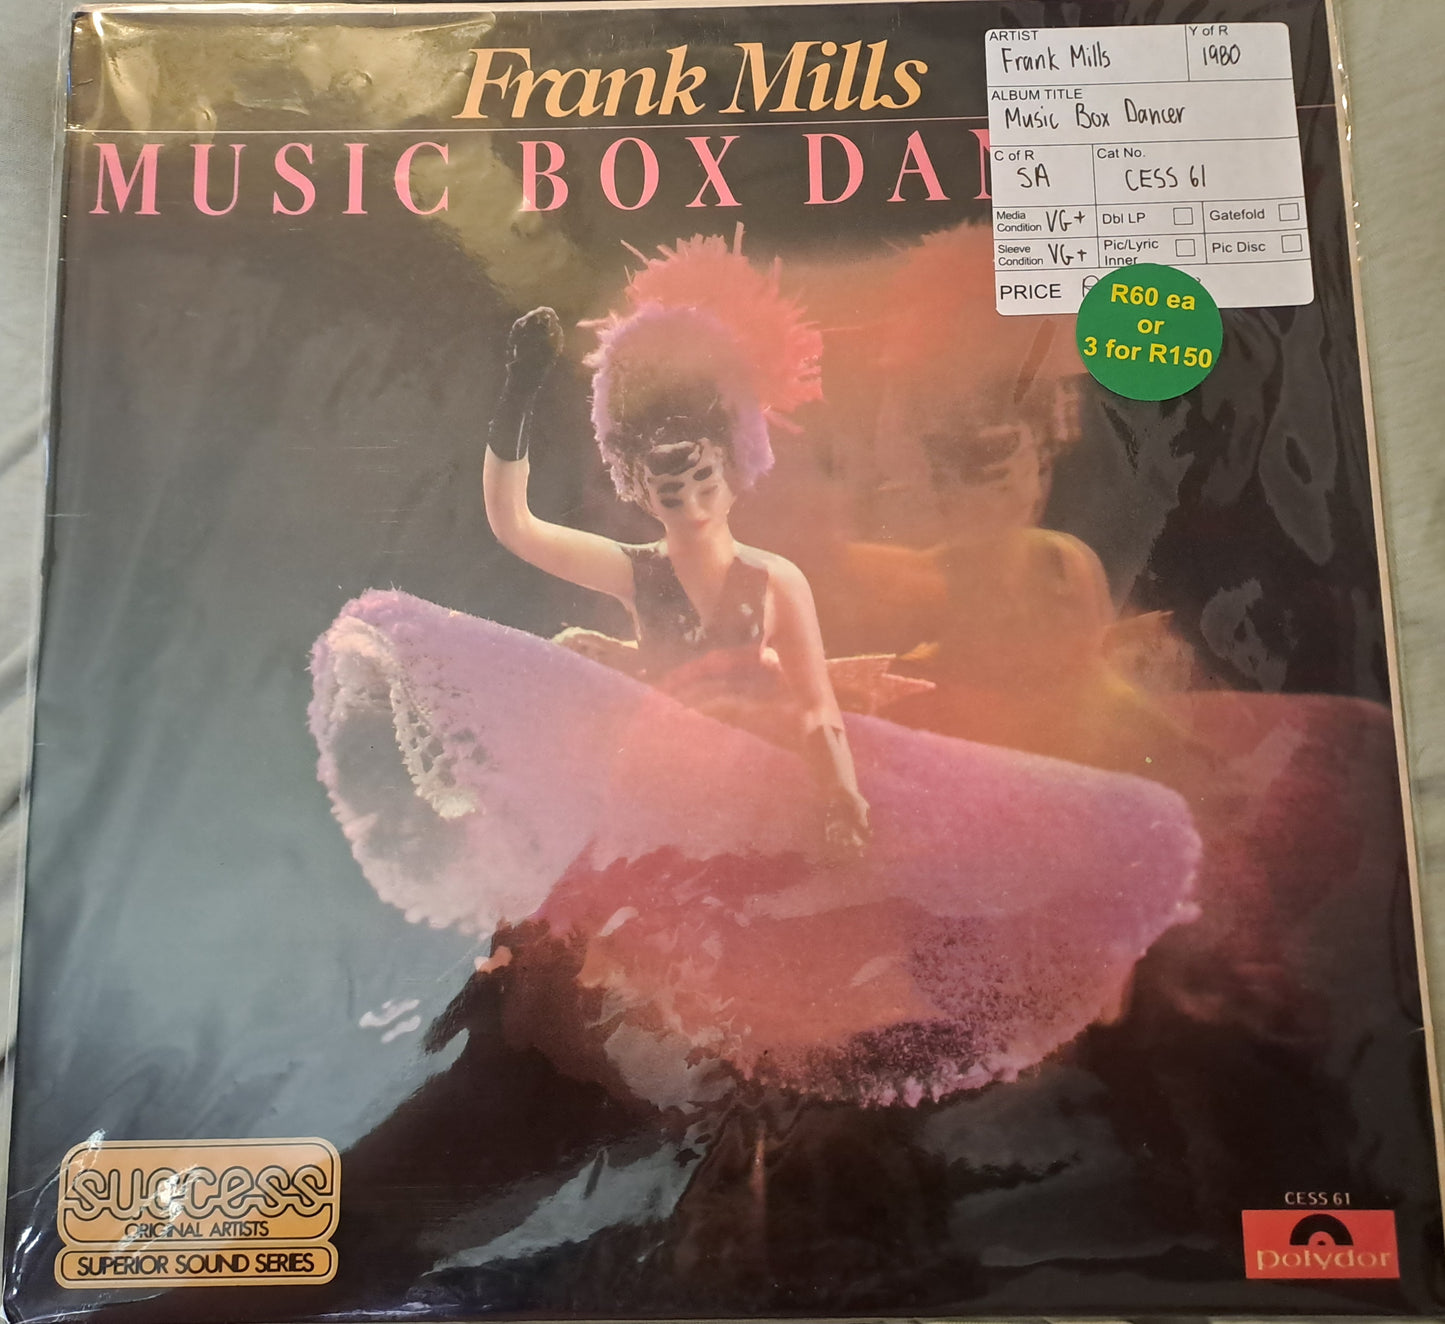 Frank Mills
MUSIC BOX DAN
ARTIST
Frank Mills
Y of R
1980
ALBUM TITLE
Music Box Dancer
C of R
SA
Cat No.
CESS 61
Media
Condition
VG+
Dbl LP
Gatefold
Sleeve
Condition
VG+
Pic/Lyric
Inner
Pic Disc
PRICE
R60 ea
or
3 for R150
success
ORIGINAL ARTISTS
SUPERIOR SOUND SERIES
CESS 61
polydor